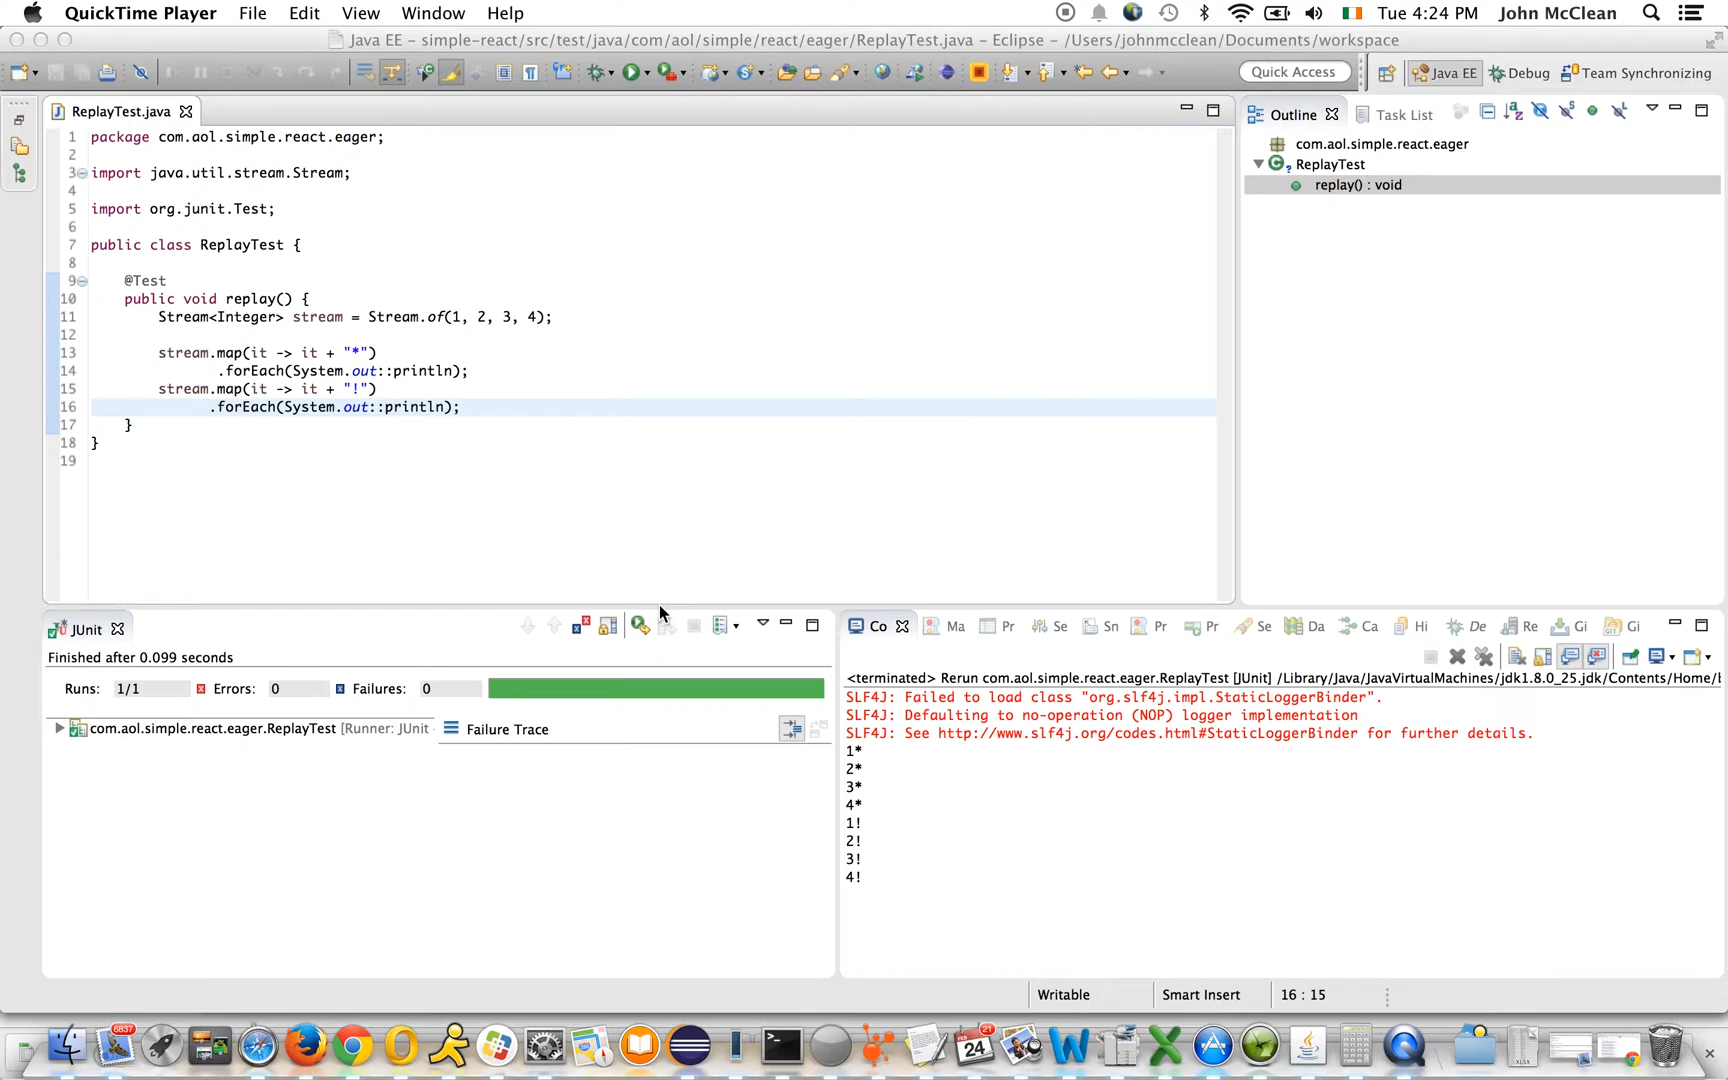 QuickTime Player File Edit View Window Help Tue 4:24 PM John McClean
Java EE – simple-react/src/test/java/com/aol/simple/react/eager/ReplayTest.java – Eclipse – /Users/johnmcclean/Documents/workspace
Quick Access Java EE Debug Team Synchronizing
ReplayTest.java
1 package com.aol.simple.react.eager;
2
3 import java.util.stream.Stream;
4
5 import org.junit.Test;
6
7 public class ReplayTest {
8
9 @Test
10 public void replay() {
11 Stream<Integer> stream = Stream.of(1, 2, 3, 4);
12
13 stream.map(it -> it + "*")
14 .forEach(System.out::println);
15 stream.map(it -> it + "!")
16 .forEach(System.out::println);
17 }
18 }
19
Outline Task List
com.aol.simple.react.eager
ReplayTest
replay() : void
JUnit
Finished after 0.099 seconds
Runs: 1/1 Errors: 0 Failures: 0
com.aol.simple.react.eager.ReplayTest [Runner: JUnit
Failure Trace
Co Ma Pr Se Sn Pr Pr Se Da Ca Hi De Re Gi Gi
<terminated> Rerun com.aol.simple.react.eager.ReplayTest [JUnit] /Library/Java/JavaVirtualMachines/jdk1.8.0_25.jdk/Contents/Home/b
SLF4J: Failed to load class "org.slf4j.impl.StaticLoggerBinder".
SLF4J: Defaulting to no-operation (NOP) logger implementation
SLF4J: See http://www.slf4j.org/codes.html#StaticLoggerBinder for further details.
1*
2*
3*
4*
1!
2!
3!
4!
Writable Smart Insert 16 : 15
6837
21
24
XLSX